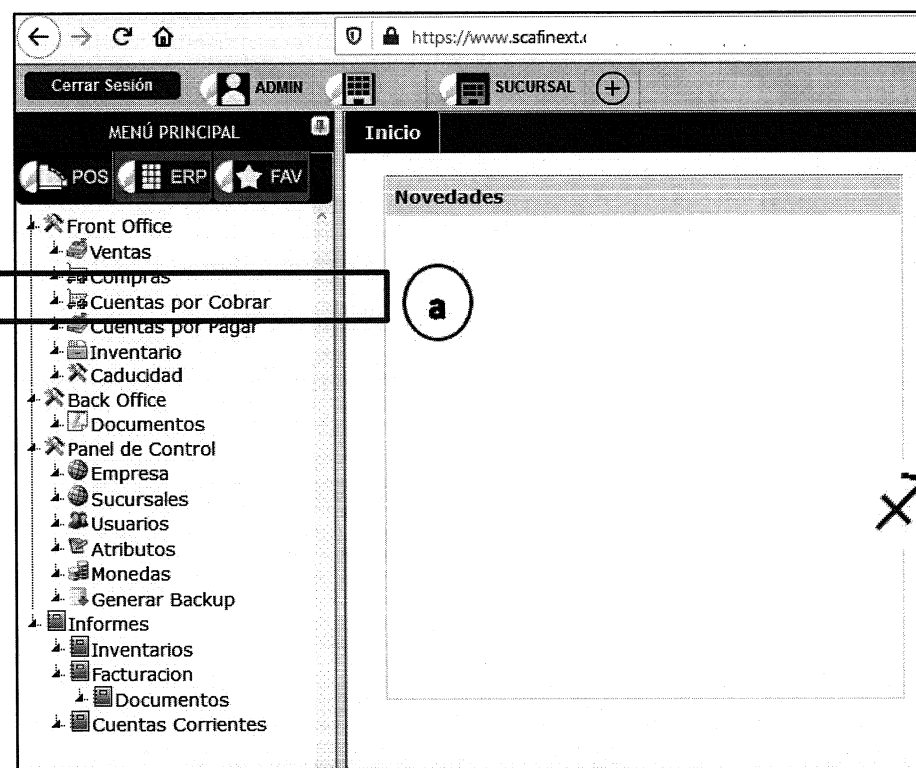 https://www.scafinext.c
Cerrar Sesión ADMIN SUCURSAL
MENÚ PRINCIPAL
Inicio
POS ERP FAV
Novedades
Front Office
Ventas
Compras
Cuentas por Cobrar
a
Cuentas por Pagar
Inventario
Caducidad
Back Office
Documentos
Panel de Control
Empresa
Sucursales
Usuarios
Atributos
Monedas
Generar Backup
Informes
Inventarios
Facturacion
Documentos
Cuentas Corrientes